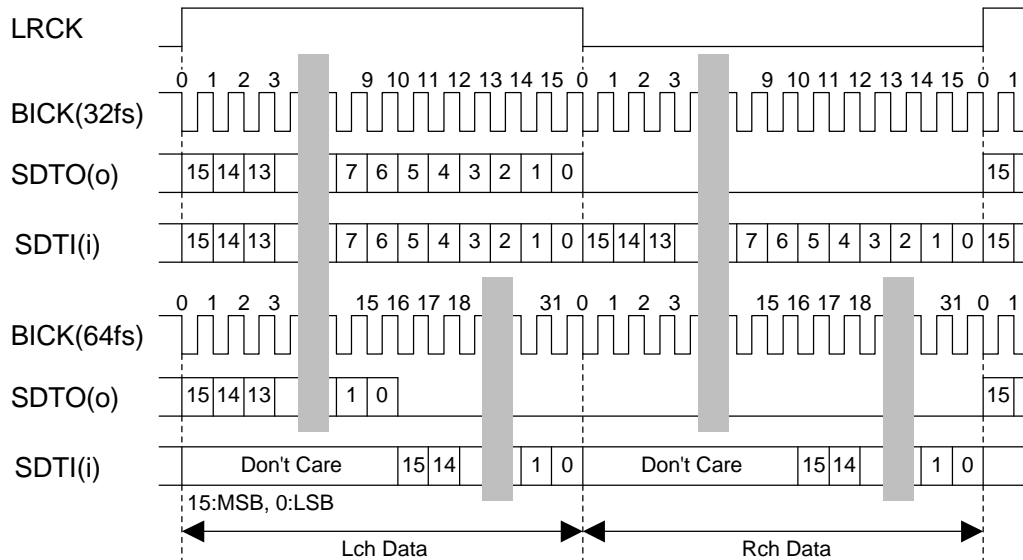 LRCK
0 1 2 3 9 10 11 12 13 14 15 0 1 2 3 9 10 11 12 13 14 15 0 1
BICK(32fs)
SDTO(o) 15 14 13 7 6 5 4 3 2 1 0 15
SDTI(i) 15 14 13 7 6 5 4 3 2 1 0 15 14 13 7 6 5 4 3 2 1 0 15
0 1 2 3 15 16 17 18 31 0 1 2 3 15 16 17 18 31 0 1
BICK(64fs)
SDTO(o) 15 14 13 1 0 15
SDTI(i) Don't Care 15 14 1 0 Don't Care 15 14 1 0
15:MSB, 0:LSB
Lch Data Rch Data